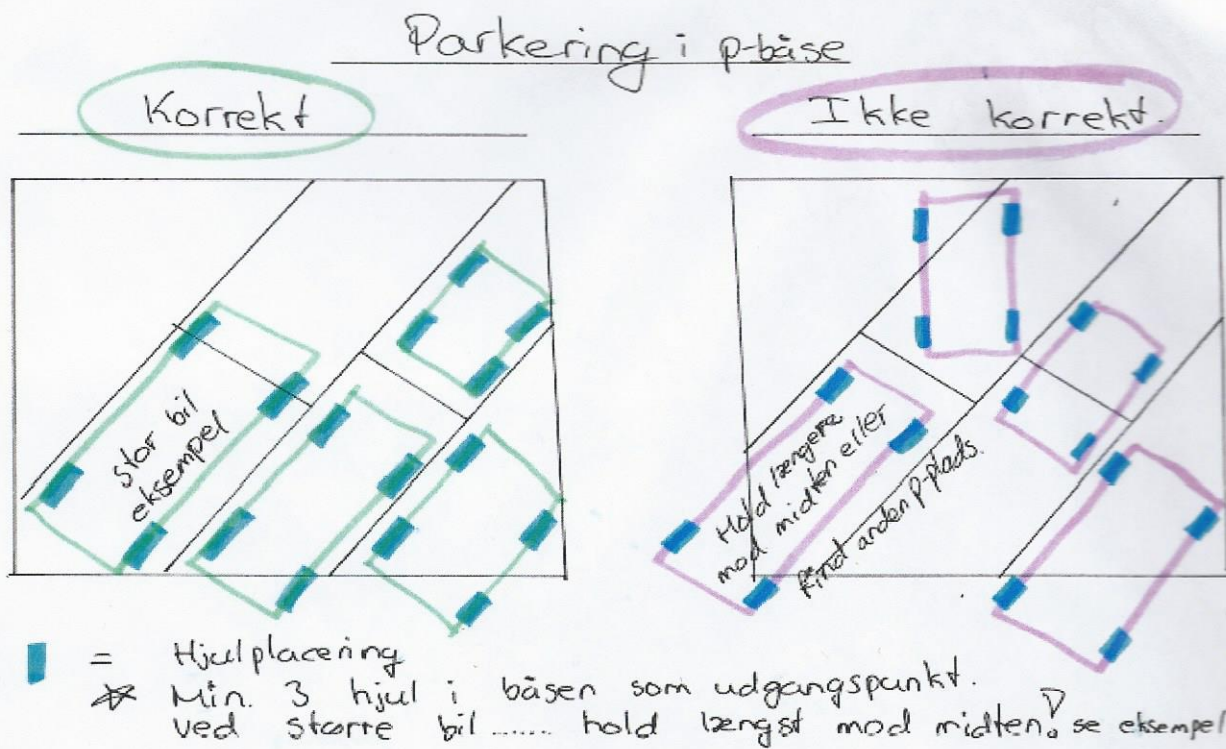 Parkering i p-båse
Korrekt
Ikke korrekt.
stor bil
eksempel
Hold længere
mod midten eller
find anden p-plads.
= Hjulplacering
Min. 3 hjul i båsen som udgangspunkt.
ved større bil....... hold længst mod midten! se eksempel